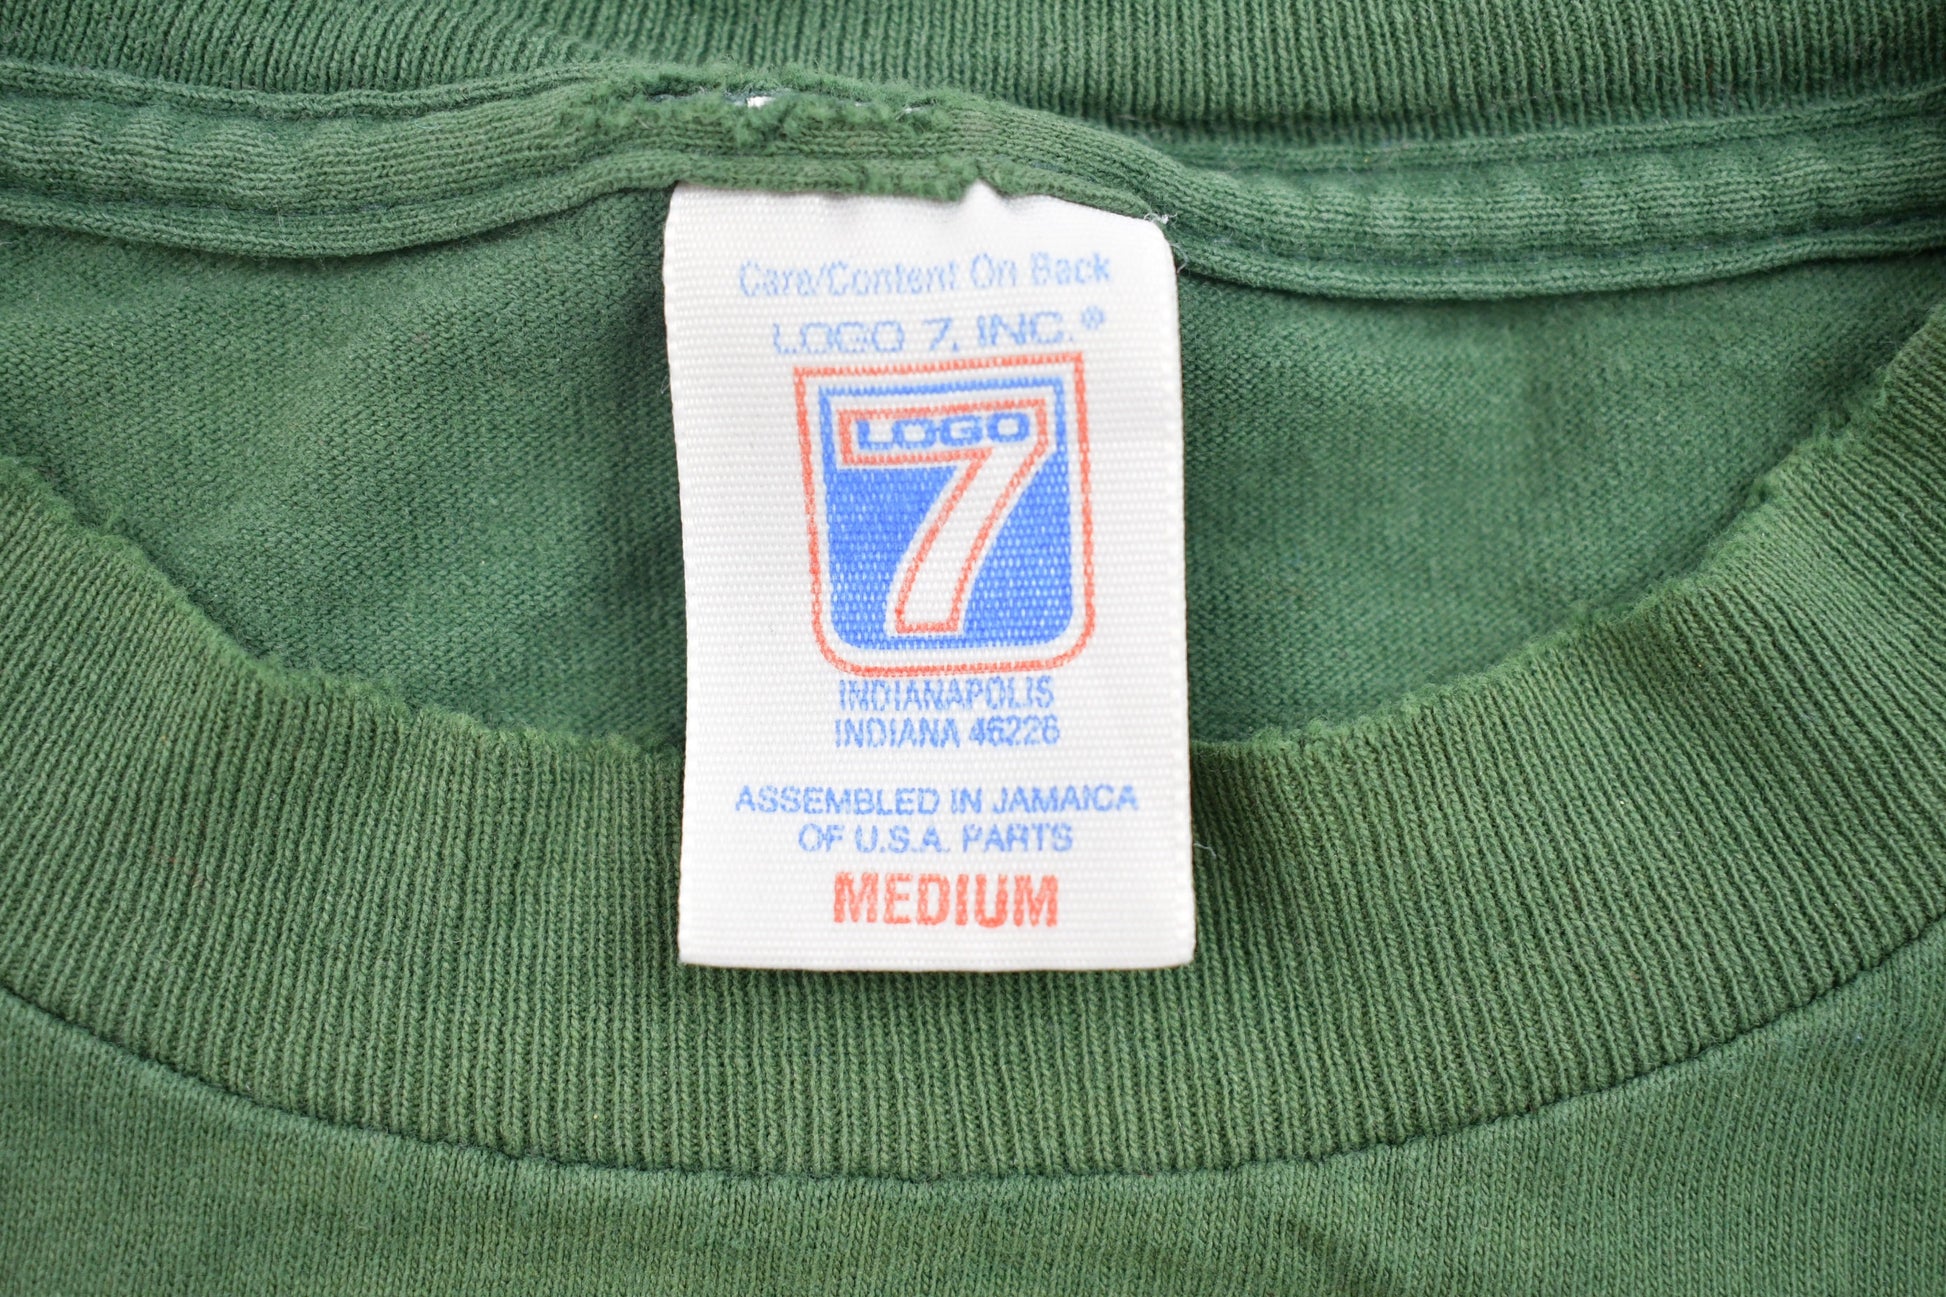 Care/Content On Back
LOGO 7, INC.®
LOGO
7
INDIANAPOLIS
INDIANA 46226
ASSEMBLED IN JAMAICA
OF U.S.A. PARTS
MEDIUM